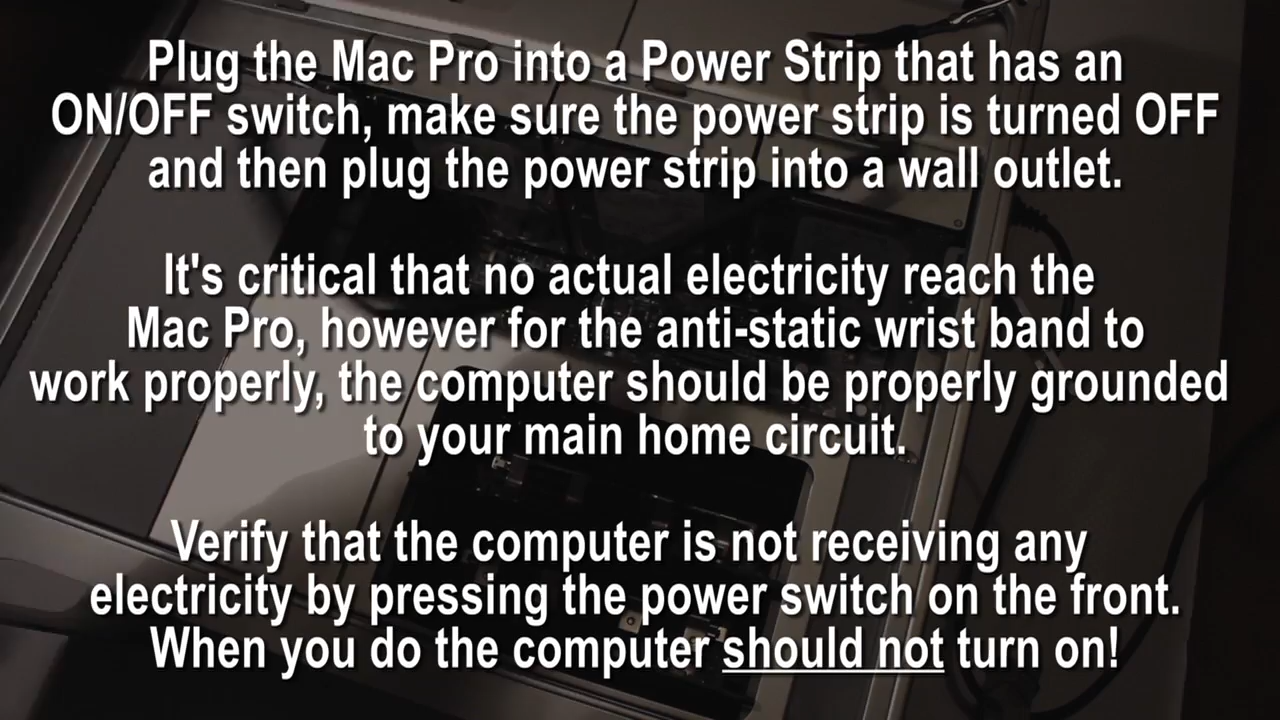 Plug the Mac Pro into a Power Strip that has an
ON/OFF switch, make sure the power strip is turned OFF
and then plug the power strip into a wall outlet.
It's critical that no actual electricity reach the
Mac Pro, however for the anti-static wrist band to
work properly, the computer should be properly grounded
to your main home circuit.
Verify that the computer is not receiving any
electricity by pressing the power switch on the front.
When you do the computer should not turn on!